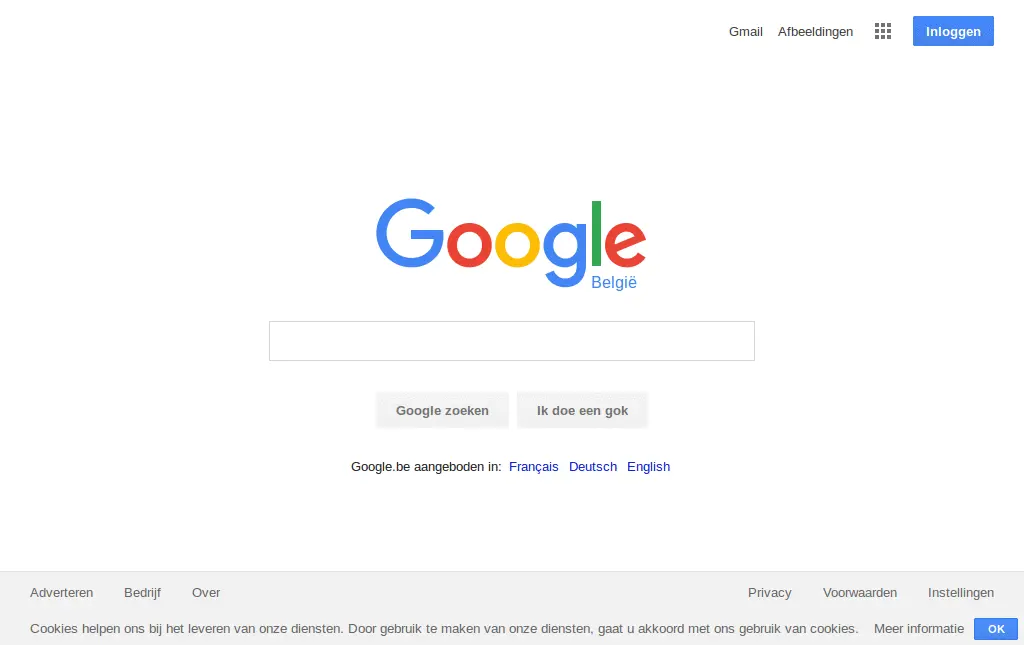 Gmail Afbeeldingen Inloggen
Google
België
Google zoeken Ik doe een gok
Google.be aangeboden in: Français Deutsch English
Adverteren Bedrijf Over Privacy Voorwaarden Instellingen
Cookies helpen ons bij het leveren van onze diensten. Door gebruik te maken van onze diensten, gaat u akkoord met ons gebruik van cookies. Meer informatie OK